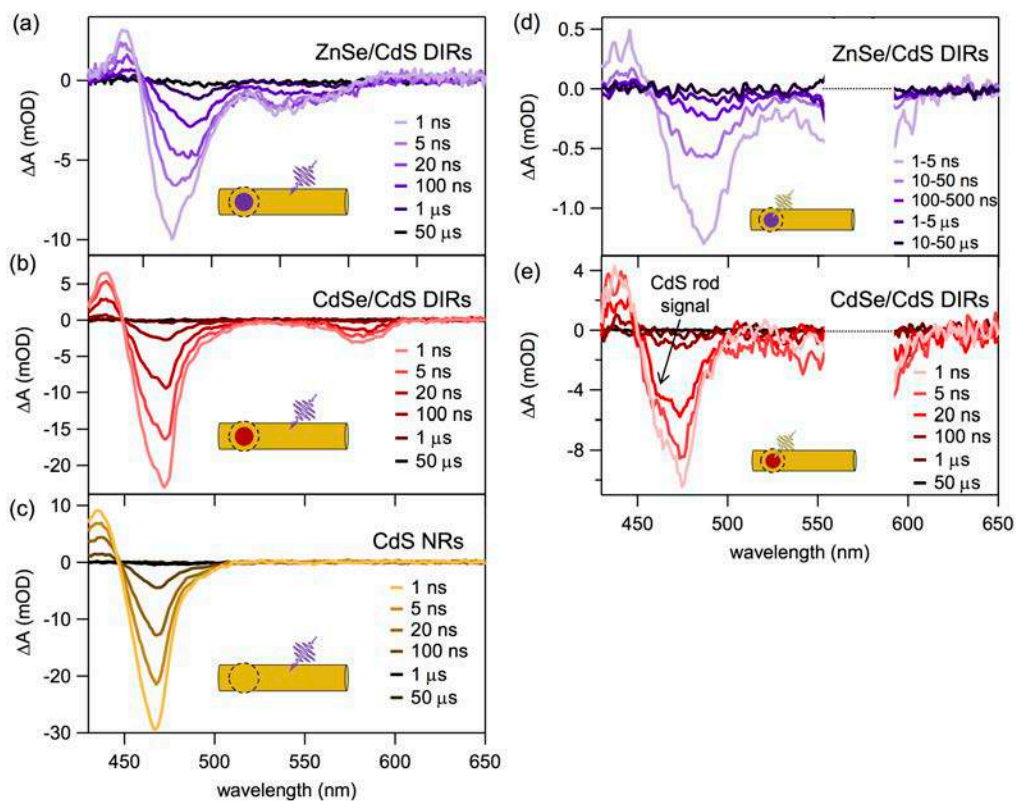 (a)
ZnSe/CdS DIRs
ΔA (mOD)
0
-5
-10
1 ns
5 ns
20 ns
100 ns
1 μs
50 μs
(b)
CdSe/CdS DIRs
ΔA (mOD)
5
0
-5
-10
-15
-20
1 ns
5 ns
20 ns
100 ns
1 μs
50 μs
(c)
CdS NRs
ΔA (mOD)
10
0
-10
-20
-30
1 ns
5 ns
20 ns
100 ns
1 μs
50 μs
450 500 550 600 650
wavelength (nm)
(d)
ZnSe/CdS DIRs
ΔA (mOD)
0.5
0.0
-0.5
-1.0
1-5 ns
10-50 ns
100-500 ns
1-5 μs
10-50 μs
(e)
CdSe/CdS DIRs
CdS rod
signal
ΔA (mOD)
4
0
-4
-8
1 ns
5 ns
20 ns
100 ns
1 μs
50 μs
450 500 550 600 650
wavelength (nm)